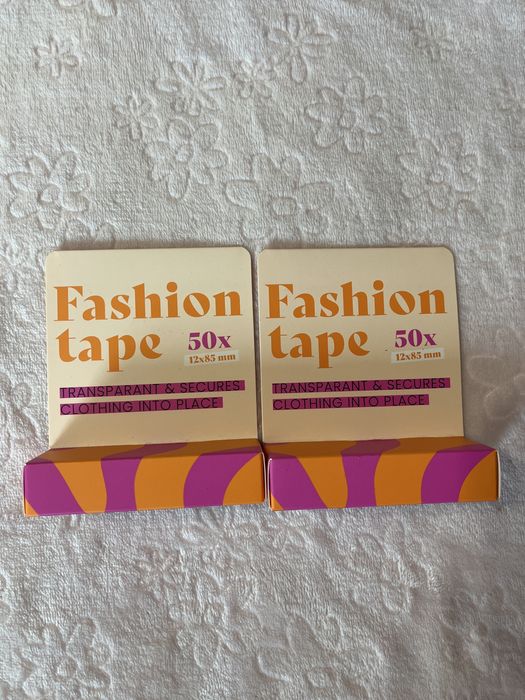 Fashion
tape
50x
12x85 mm
TRANSPARANT & SECURES
CLOTHING INTO PLACE
Fashion
tape
50x
12x85 mm
TRANSPARANT & SECURES
CLOTHING INTO PLACE